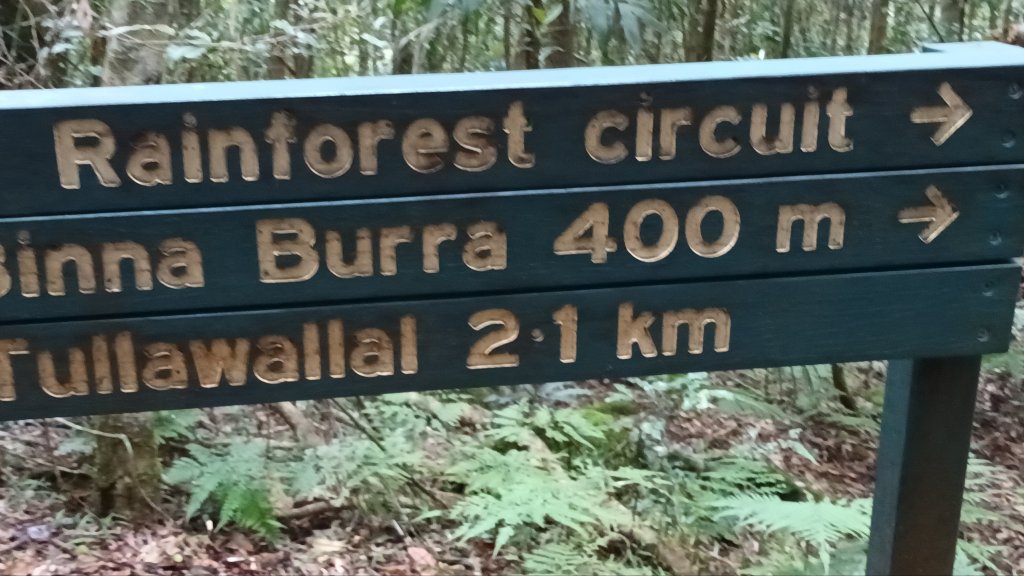 Rainforest circuit →
Binna Burra 400 m →
Tullawallal 2·1 km